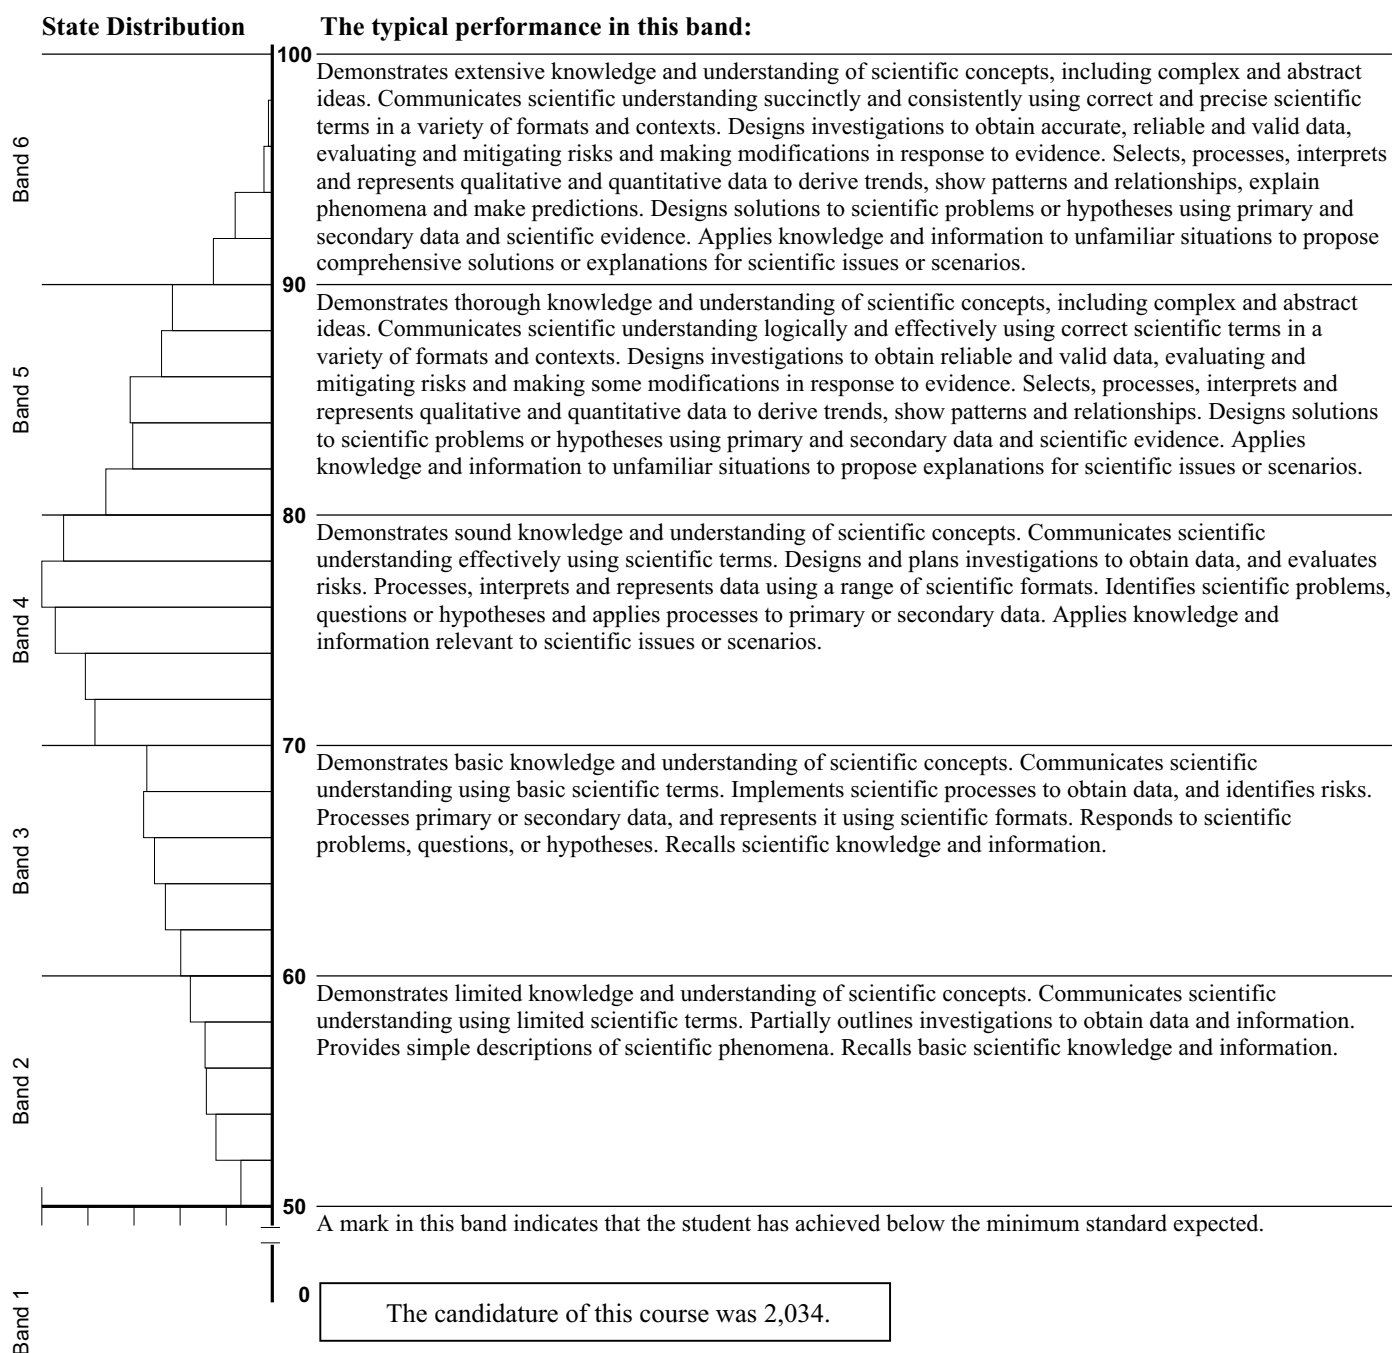 State Distribution
The typical performance in this band:
100
Demonstrates extensive knowledge and understanding of scientific concepts, including complex and abstract
ideas. Communicates scientific understanding succinctly and consistently using correct and precise scientific
terms in a variety of formats and contexts. Designs investigations to obtain accurate, reliable and valid data,
evaluating and mitigating risks and making modifications in response to evidence. Selects, processes, interprets
and represents qualitative and quantitative data to derive trends, show patterns and relationships, explain
phenomena and make predictions. Designs solutions to scientific problems or hypotheses using primary and
secondary data and scientific evidence. Applies knowledge and information to unfamiliar situations to propose
comprehensive solutions or explanations for scientific issues or scenarios.
Band 6
90
Demonstrates thorough knowledge and understanding of scientific concepts, including complex and abstract
ideas. Communicates scientific understanding logically and effectively using correct scientific terms in a
variety of formats and contexts. Designs investigations to obtain reliable and valid data, evaluating and
mitigating risks and making some modifications in response to evidence. Selects, processes, interprets and
represents qualitative and quantitative data to derive trends, show patterns and relationships. Designs solutions
to scientific problems or hypotheses using primary and secondary data and scientific evidence. Applies
knowledge and information to unfamiliar situations to propose explanations for scientific issues or scenarios.
Band 5
80
Demonstrates sound knowledge and understanding of scientific concepts. Communicates scientific
understanding effectively using scientific terms. Designs and plans investigations to obtain data, and evaluates
risks. Processes, interprets and represents data using a range of scientific formats. Identifies scientific problems,
questions or hypotheses and applies processes to primary or secondary data. Applies knowledge and
information relevant to scientific issues or scenarios.
Band 4
70
Demonstrates basic knowledge and understanding of scientific concepts. Communicates scientific
understanding using basic scientific terms. Implements scientific processes to obtain data, and identifies risks.
Processes primary or secondary data, and represents it using scientific formats. Responds to scientific
problems, questions, or hypotheses. Recalls scientific knowledge and information.
Band 3
60
Demonstrates limited knowledge and understanding of scientific concepts. Communicates scientific
understanding using limited scientific terms. Partially outlines investigations to obtain data and information.
Provides simple descriptions of scientific phenomena. Recalls basic scientific knowledge and information.
Band 2
50
A mark in this band indicates that the student has achieved below the minimum standard expected.
Band 1
0
The candidature of this course was 2,034.